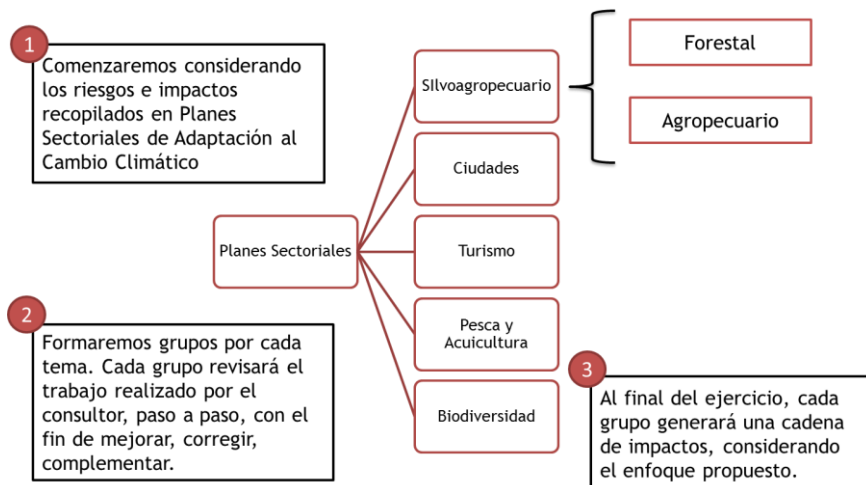 1
Comenzaremos considerando
los riesgos e impactos
recopilados en Planes
Sectoriales de Adaptación al
Cambio Climático
Planes Sectoriales
SIlvoagropecuario
Forestal
Agropecuario
Ciudades
Turismo
Pesca y
Acuicultura
Biodiversidad
2
Formaremos grupos por cada
tema. Cada grupo revisará el
trabajo realizado por el
consultor, paso a paso, con el
fin de mejorar, corregir,
complementar.
3
Al final del ejercicio, cada
grupo generará una cadena
de impactos, considerando
el enfoque propuesto.